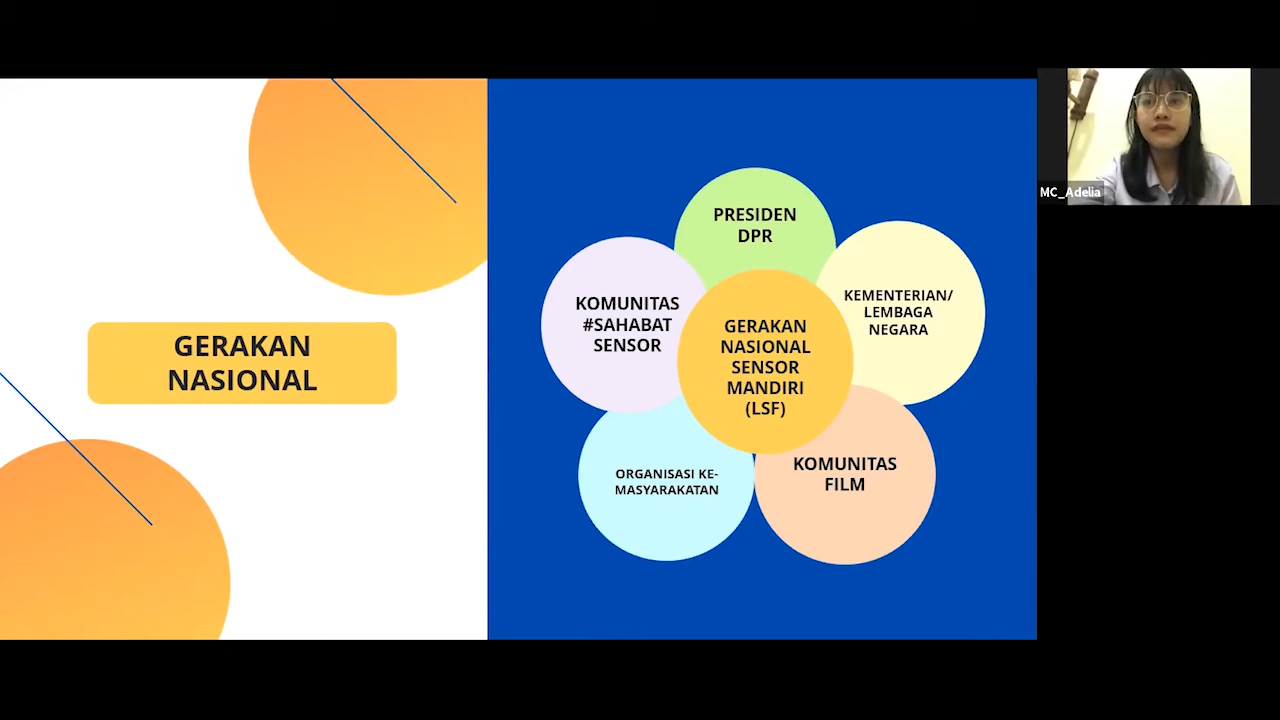 GERAKAN
NASIONAL
PRESIDEN
DPR
KOMUNITAS
#SAHABAT
SENSOR
KEMENTERIAN/
LEMBAGA
NEGARA
GERAKAN
NASIONAL
SENSOR
MANDIRI
(LSF)
ORGANISASI KE-
MASYARAKATAN
KOMUNITAS
FILM
MC_Adelia